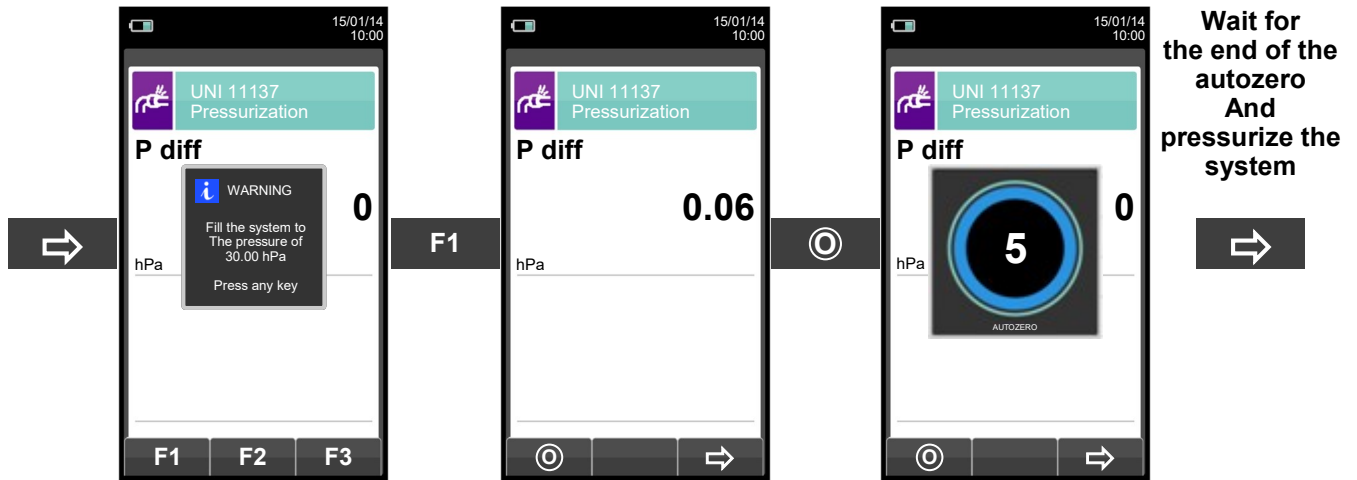 15/01/14
10:00
UNI 11137
Pressurization
P diff
i WARNING
0
Fill the system to
The pressure of
30.00 hPa
hPa
Press any key
F1 F2 F3
F1
15/01/14
10:00
UNI 11137
Pressurization
P diff
0.06
hPa
O
O
15/01/14
10:00
UNI 11137
Pressurization
P diff
0
5
hPa
AUTOZERO
O
Wait for
the end of the
autozero
And
pressurize the
system